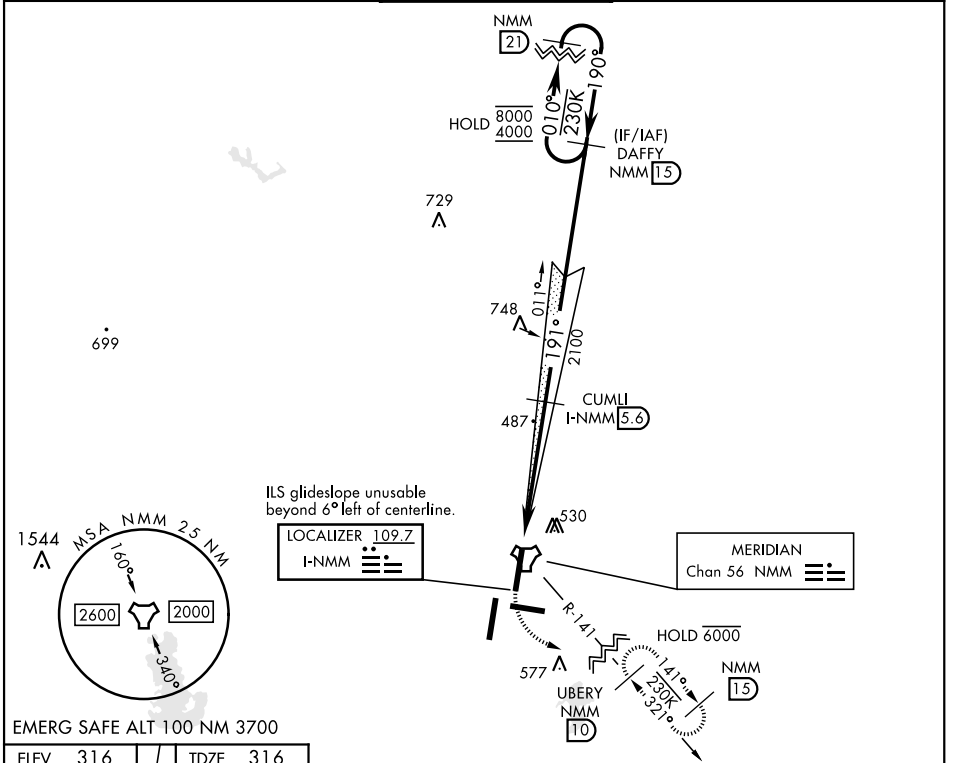 NMM
21
190°
010°
230K
HOLD 8000
4000
(IF/IAF)
DAFFY
NMM 15
729
011°
748
191°
2100
699
CUMLI
I-NMM 5.6
487
ILS glideslope unusable
beyond 6° left of centerline.
530
LOCALIZER 109.7
I-NMM
MERIDIAN
Chan 56 NMM
1544
MSA NMM 25 NM
160°
2600
2000
340°
R-141
HOLD 6000
577
141°
230K
321°
NMM
15
UBERY
NMM
10
EMERG SAFE ALT 100 NM 3700
ELEV 316
TDZE 316